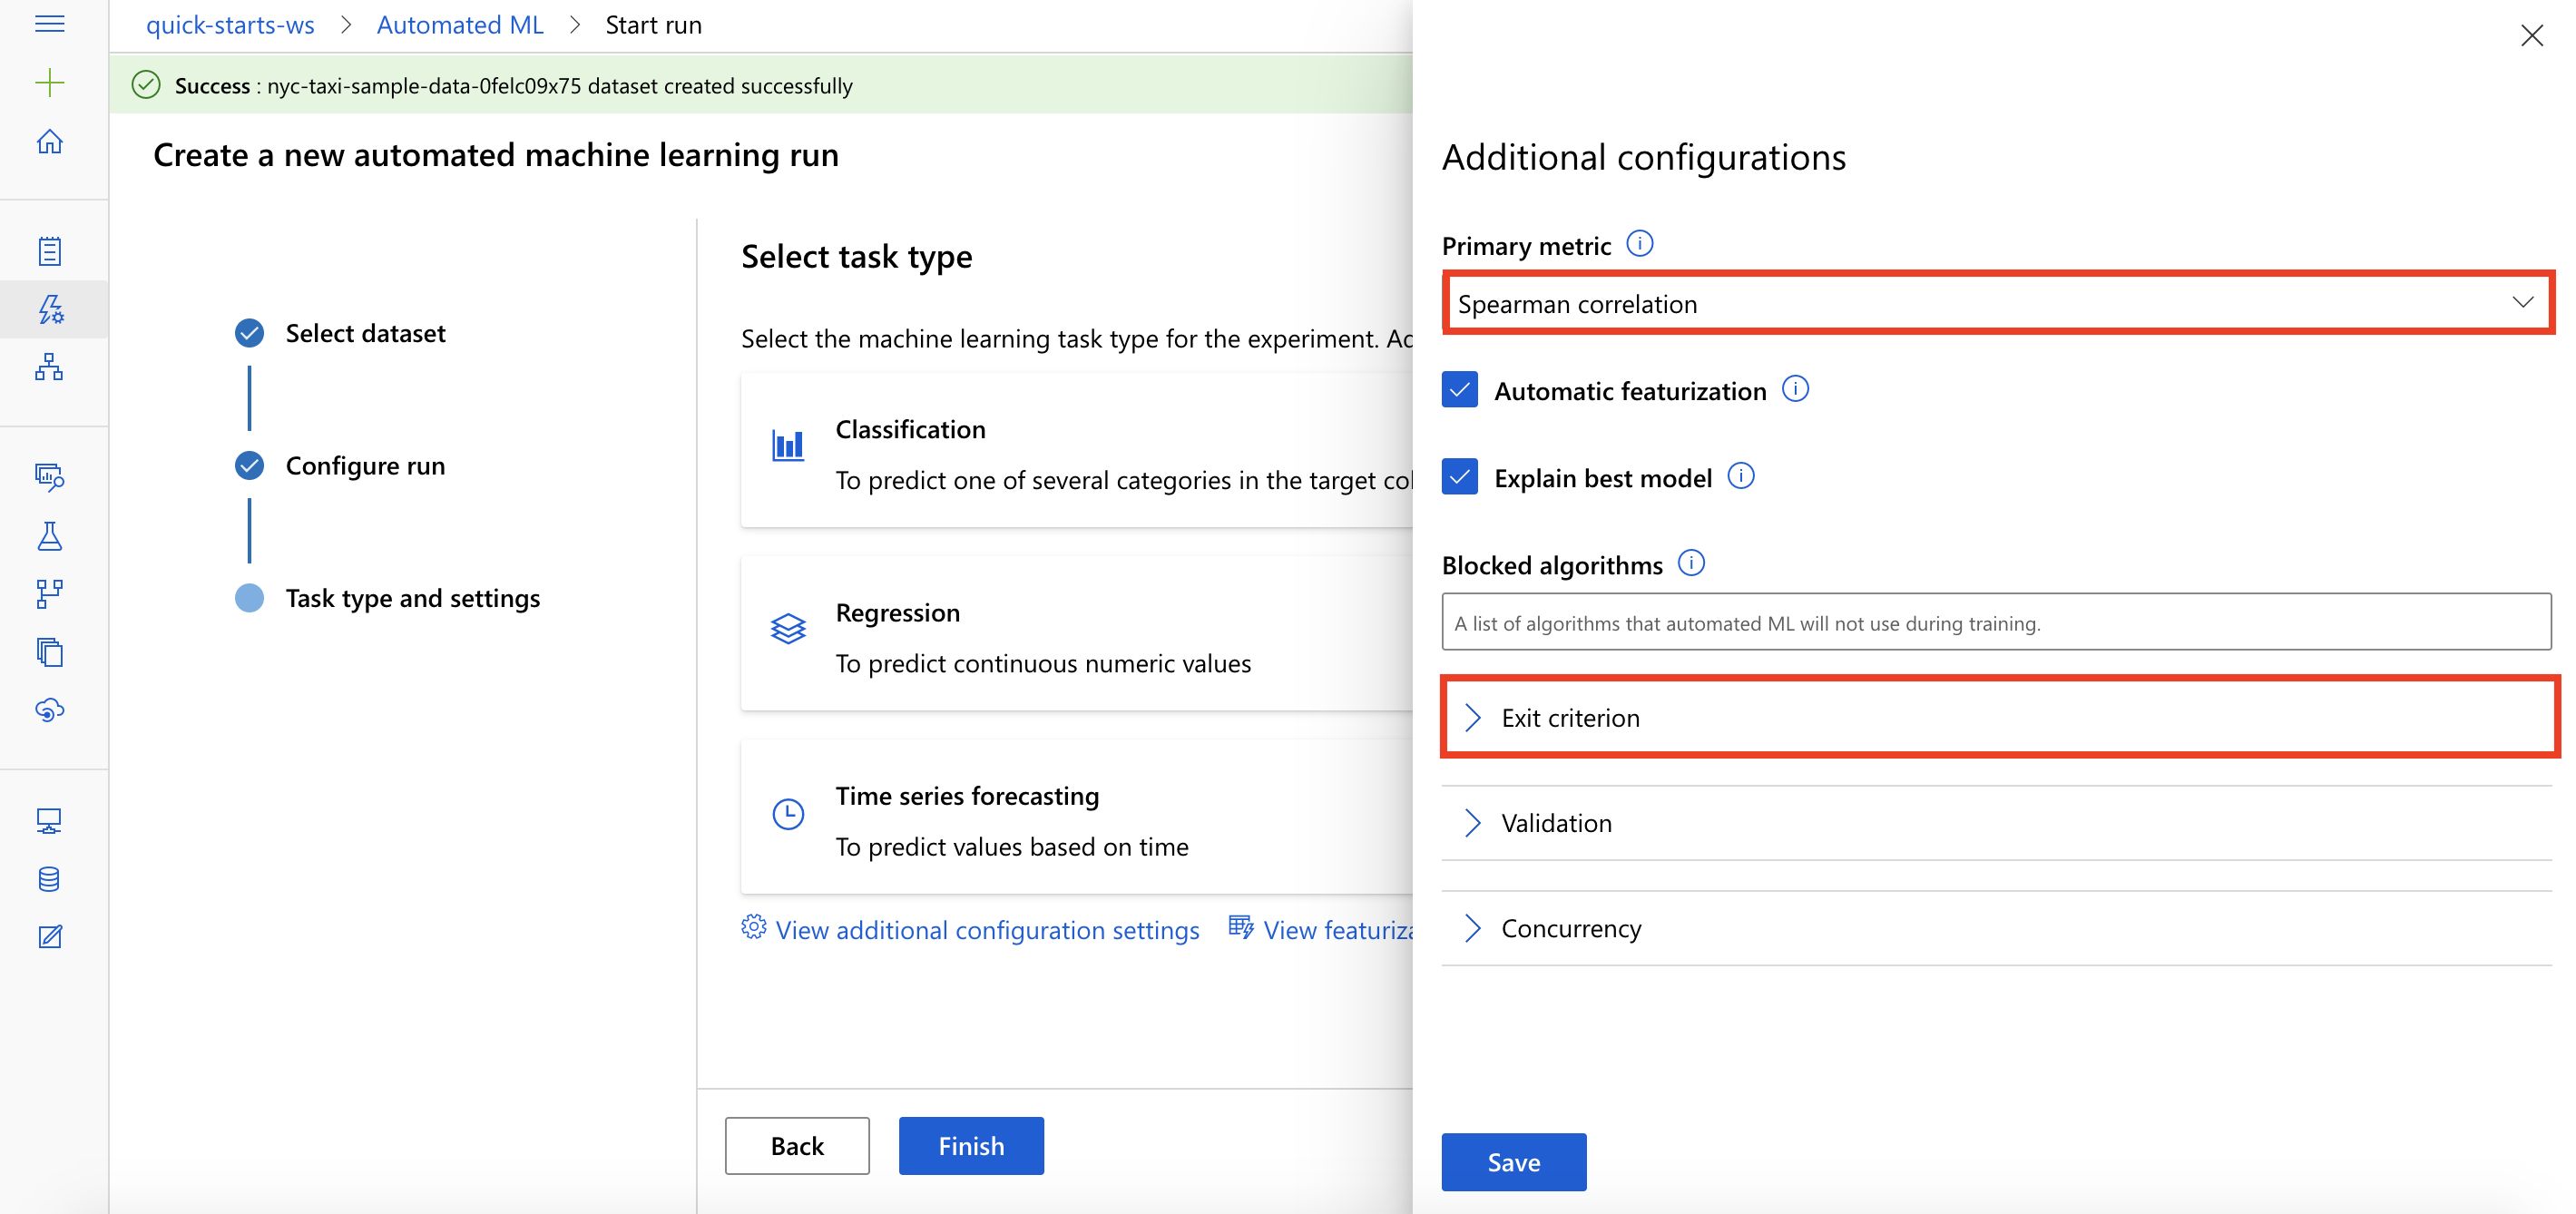 quick-starts-ws > Automated ML > Start run
Success : nyc-taxi-sample-data-0felc09x75 dataset created successfully
Create a new automated machine learning run
Select dataset
Configure run
Task type and settings
Select task type
Select the machine learning task type for the experiment.
Classification
To predict one of several categories in the target
Regression
To predict continuous numeric values
Time series forecasting
To predict values based on time
View additional configuration settings
View
Back
Finish
Additional configurations
Primary metric
Spearman correlation
Automatic featurization
Explain best model
Blocked algorithms
A list of algorithms that automated ML will not use during training.
Exit criterion
Validation
Concurrency
Save